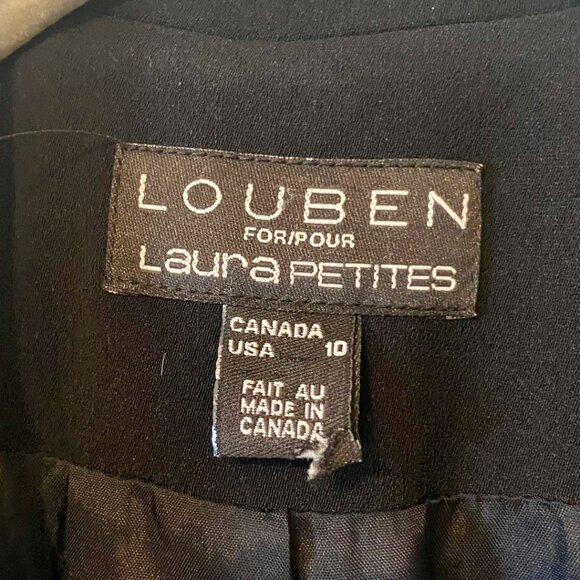 LOUBEN
FOR/POUR
Laura PETITES
CANADA
USA 10
FAIT AU
MADE IN
CANADA